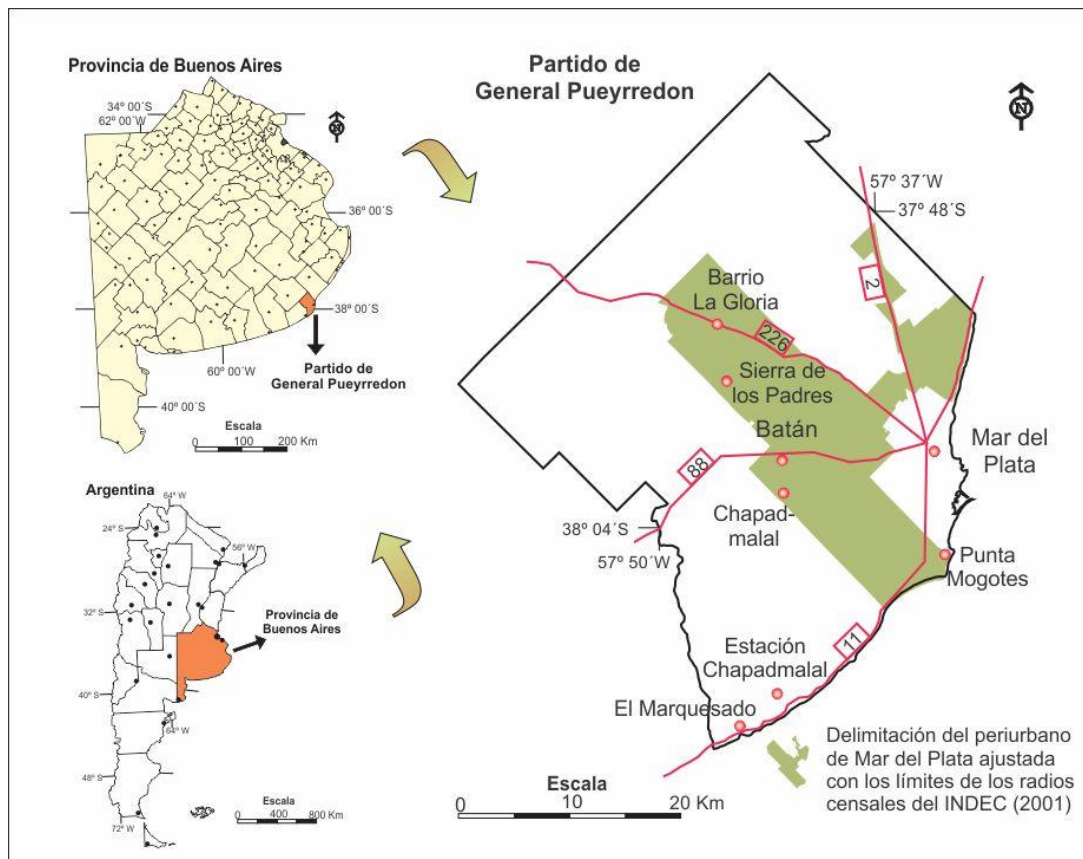 Provincia de Buenos Aires
34º 00´S
62º 00´W
N
36º 00´S
38º 00´S
60º 00´W
Partido de
General Pueyrredon
40º 00´S
Escala
0 100 200 Km
Argentina
64º W
24º S
56º W
32º S
Provincia de
Buenos Aires
40º S
64º W
48º S
72º W
Escala
0 400 800 Km
Partido de
General Pueyrredon
N
57º 37´W
37º 48´S
2
Barrio
La Gloria
226
Sierra de
los Padres
Batán
Mar del
Plata
88
Chapad-
malal
38º 04´S
57º 50´W
Punta
Mogotes
11
Estación
Chapadmalal
El Marquesado
Escala
0 10 20 Km
Delimitación del periurbano
de Mar del Plata ajustada
con los límites de los radios
censales del INDEC (2001)